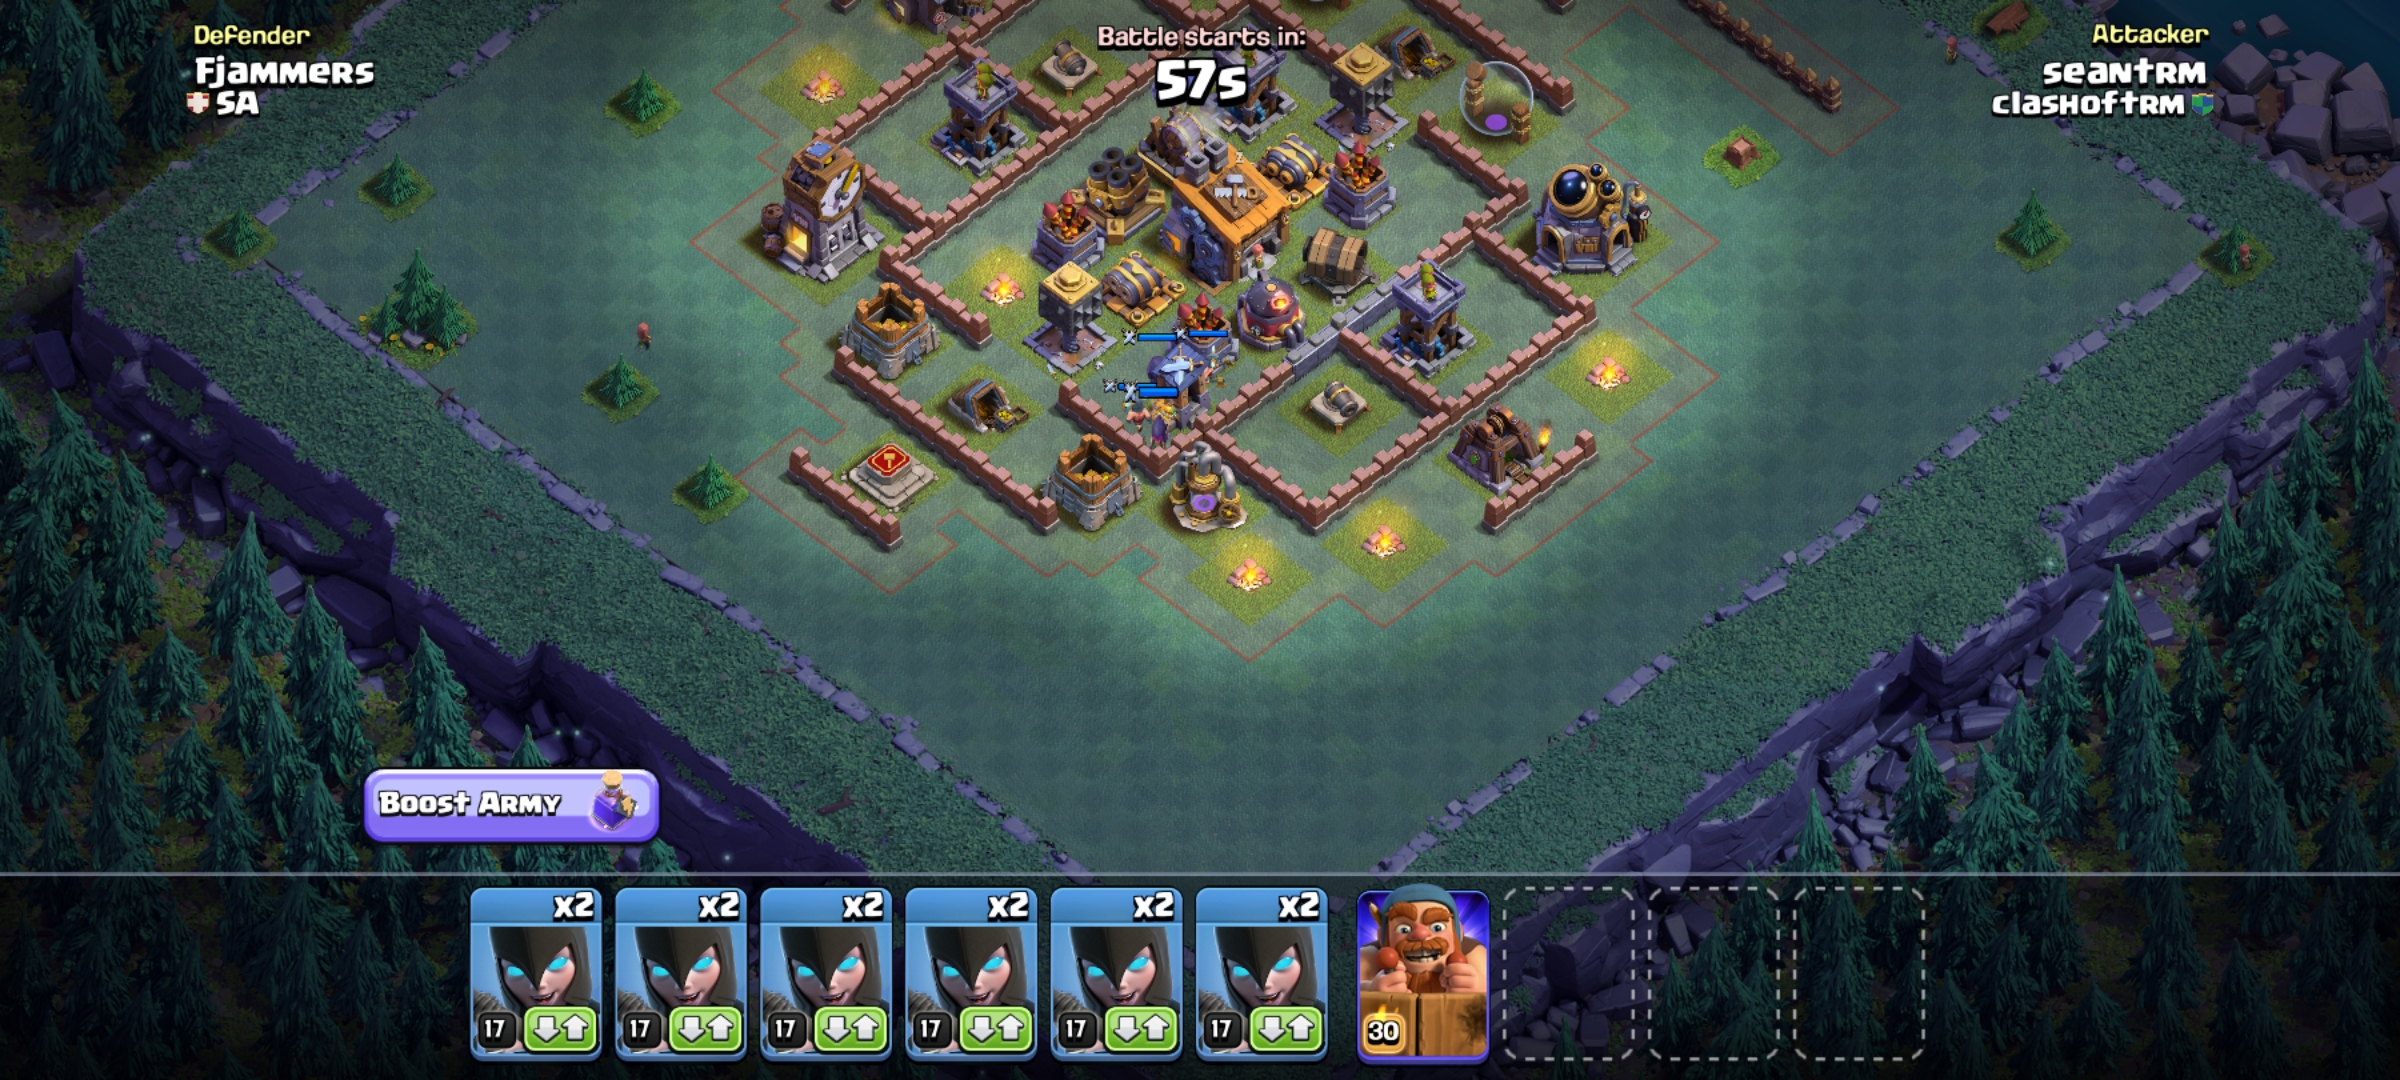 Defender
Fjammers
SA
Battle starts in:
57s
Attacker
seantRM
clashoftRM
Boost Army
x2
x2
x2
x2
x2
x2
17
17
17
17
17
17
30